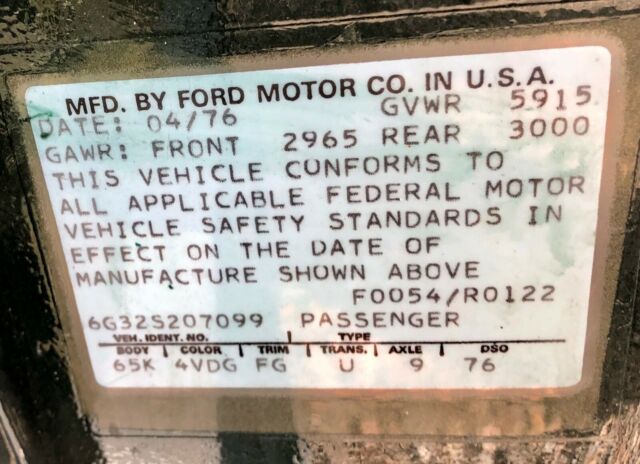 MFD. BY FORD MOTOR CO. IN U.S.A.
DATE: 04/76 GVWR 5915
GAWR: FRONT 2965 REAR 3000
THIS VEHICLE CONFORMS TO
ALL APPLICABLE FEDERAL MOTOR
VEHICLE SAFETY STANDARDS IN
EFFECT ON THE DATE OF
MANUFACTURE SHOWN ABOVE
F0054/R0122
6G32S207099 PASSENGER
VEH. IDENT. NO. TYPE
BODY COLOR TRIM TRANS. AXLE DSO
65K 4VDG FG U 9 76